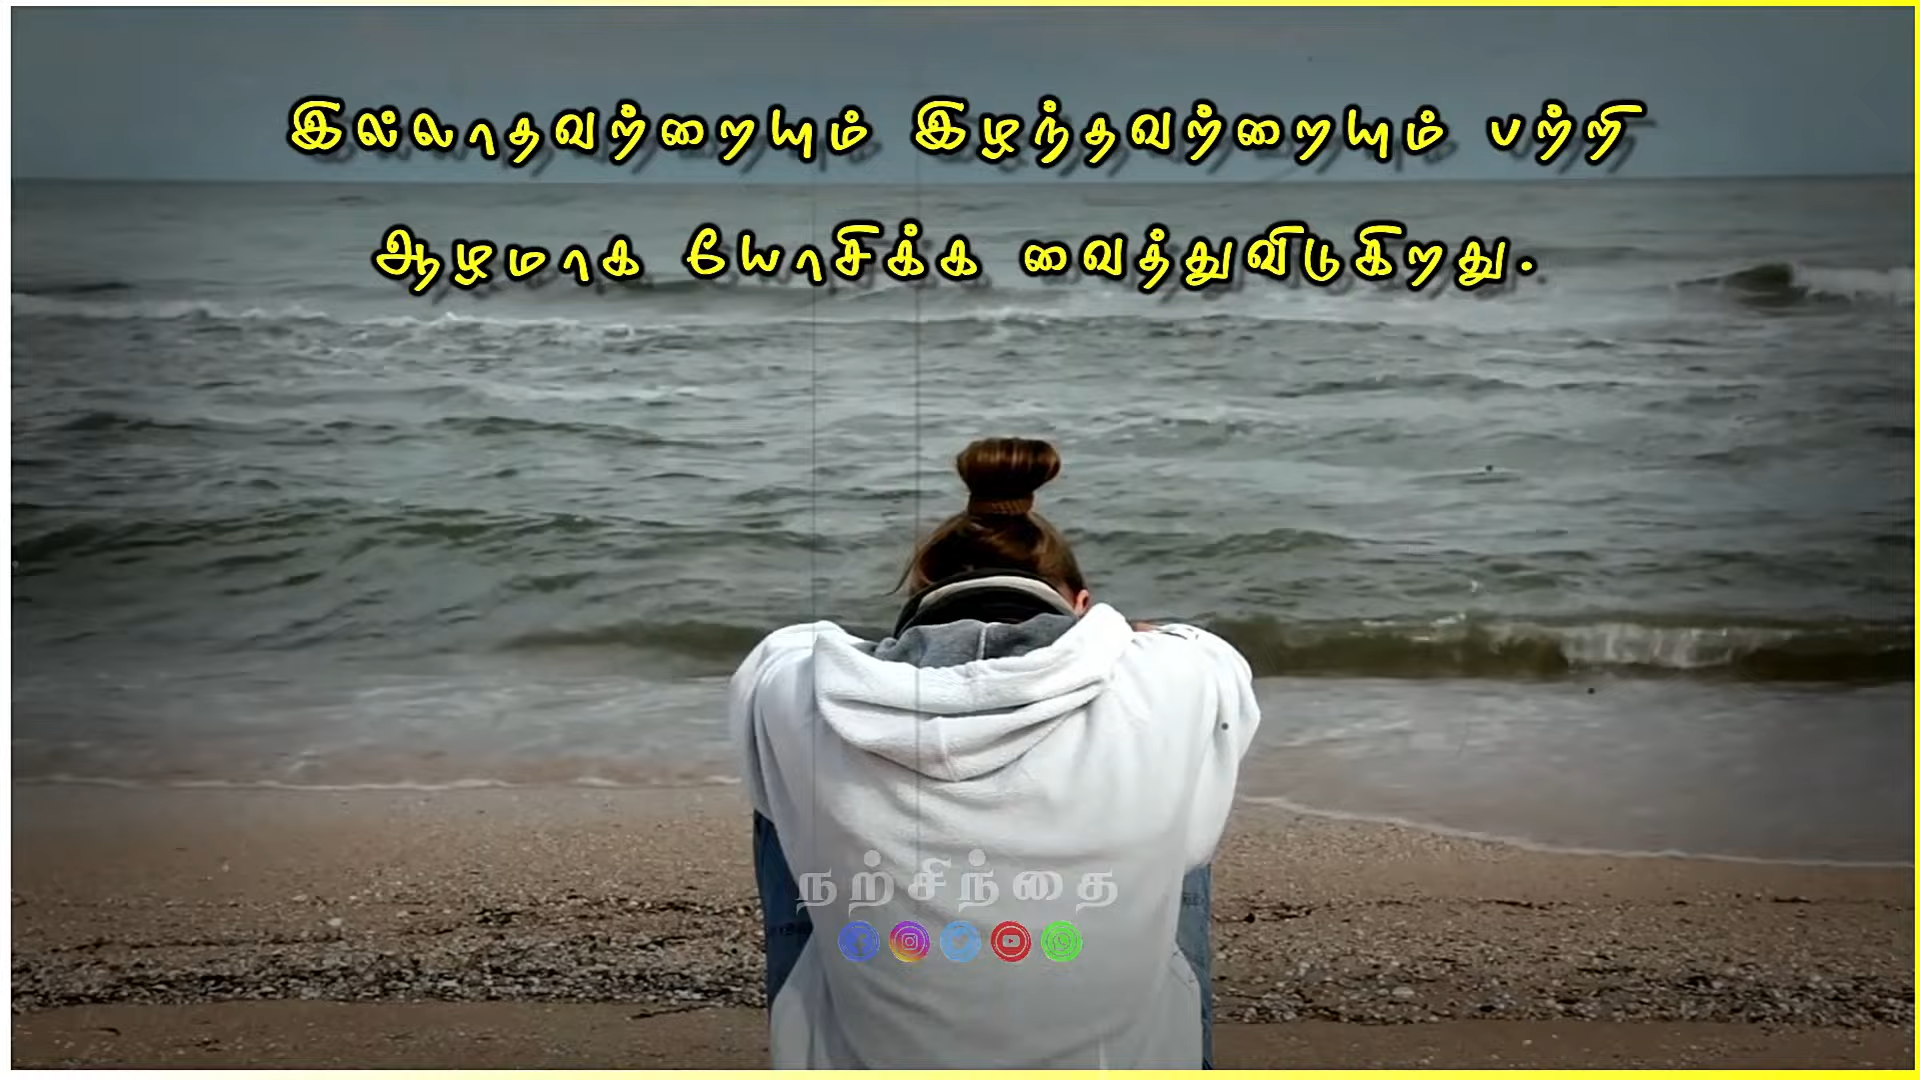 இல்லாதவற்றையும் இழந்தவற்றையும் பற்றி
ஆழமாக யோசிக்க வைத்துவிடுகிறது.
நற்சிந்தை